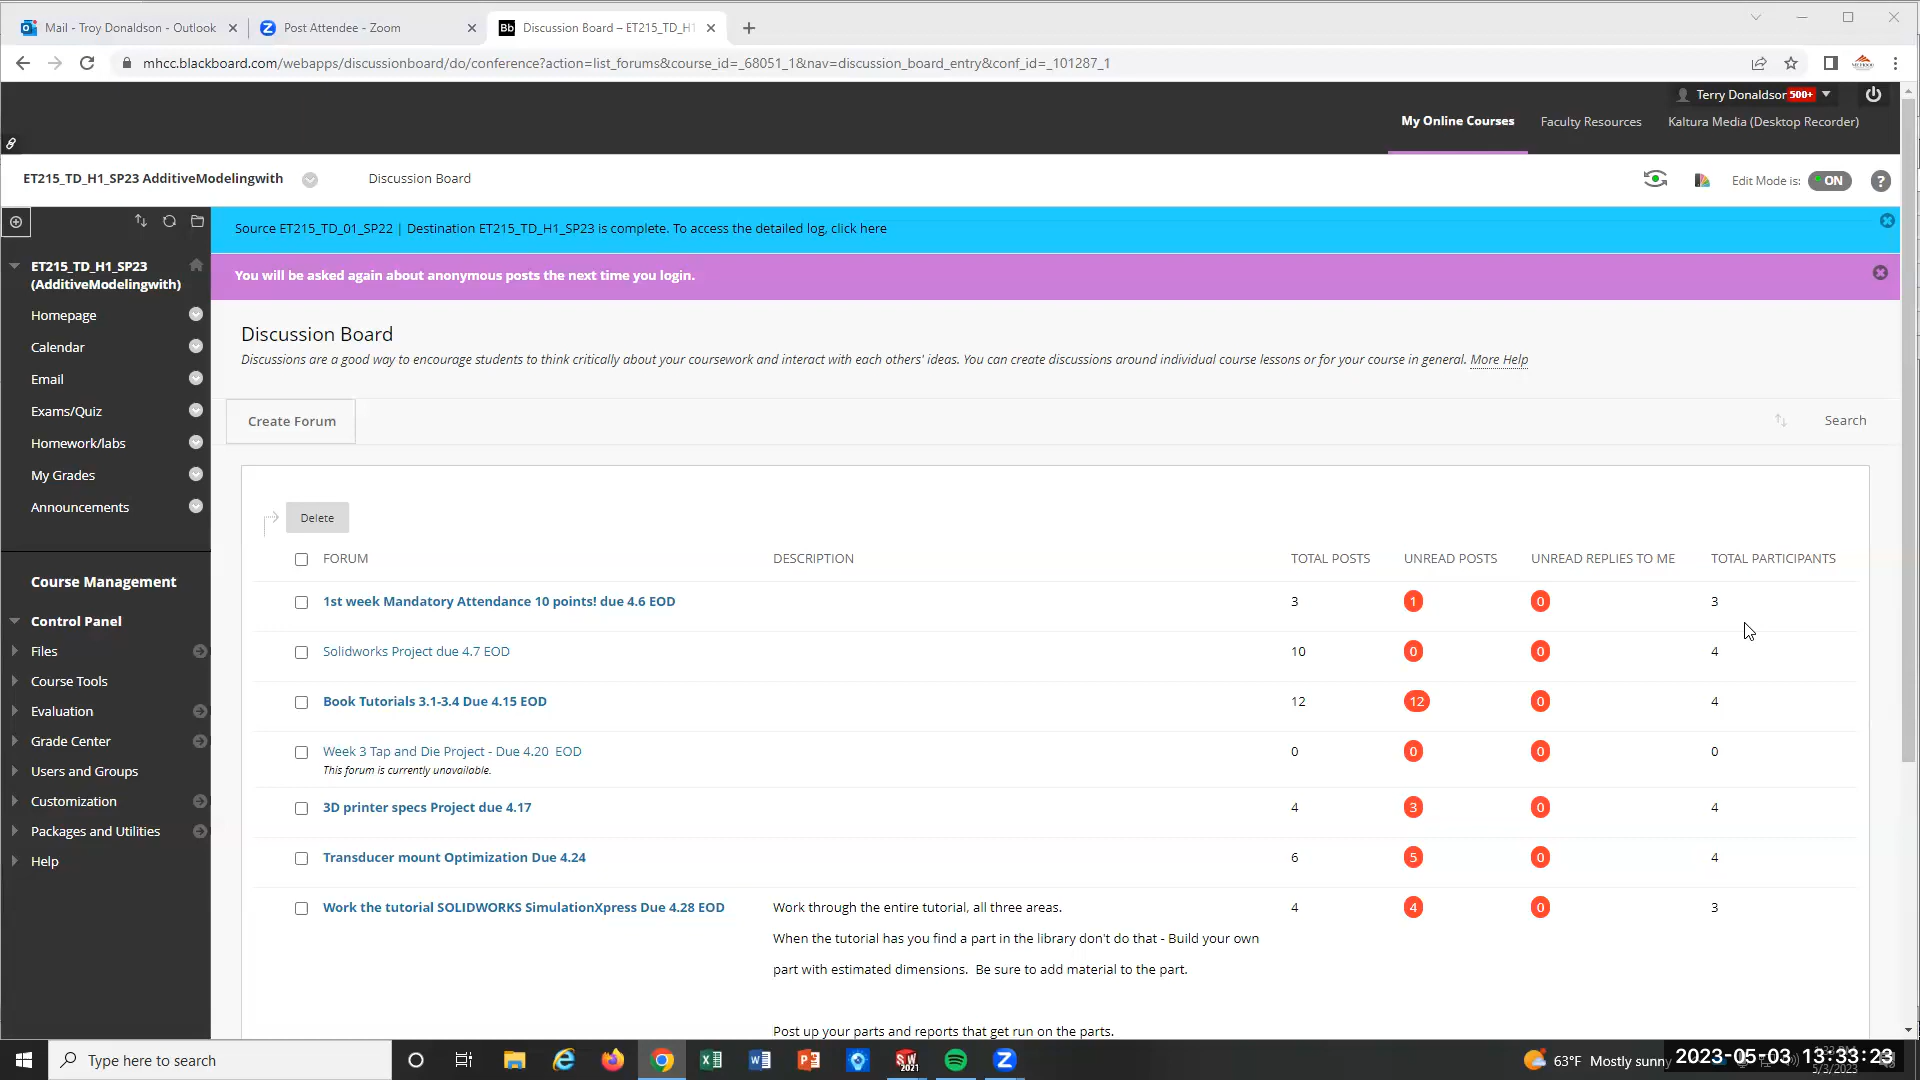 Mail - Troy Donaldson - Outlook
Post Attendee - Zoom
Bb Discussion Board – ET215_TD_H1
mhcc.blackboard.com/webapps/discussionboard/do/conference?action=list_forums&course_id=_68051_1&nav=discussion_board_entry&conf_id=_101287_1
Terry Donaldson 500+
My Online Courses
Faculty Resources
Kaltura Media (Desktop Recorder)
ET215_TD_H1_SP23 AdditiveModelingwith
Discussion Board
Edit Mode is: ON
?
Source ET215_TD_01_SP22 | Destination ET215_TD_H1_SP23 is complete. To access the detailed log, click here
You will be asked again about anonymous posts the next time you login.
ET215_TD_H1_SP23
(AdditiveModelingwith)
Homepage
Calendar
Email
Exams/Quiz
Homework/labs
My Grades
Announcements
Course Management
Control Panel
Files
Course Tools
Evaluation
Grade Center
Users and Groups
Customization
Packages and Utilities
Help
Discussion Board
Discussions are a good way to encourage students to think critically about your coursework and interact with each others' ideas. You can create discussions around individual course lessons or for your course in general. More Help
Create Forum
Search
Delete
FORUM DESCRIPTION TOTAL POSTS UNREAD POSTS UNREAD REPLIES TO ME TOTAL PARTICIPANTS
1st week Mandatory Attendance 10 points! due 4.6 EOD 3 1 0 3
Solidworks Project due 4.7 EOD 10 0 0 4
Book Tutorials 3.1-3.4 Due 4.15 EOD 12 12 0 4
Week 3 Tap and Die Project - Due 4.20 EOD 0 0 0 0
This forum is currently unavailable.
3D printer specs Project due 4.17 4 3 0 4
Transducer mount Optimization Due 4.24 6 5 0 4
Work the tutorial SOLIDWORKS SimulationXpress Due 4.28 EOD Work through the entire tutorial, all three areas. 4 4 0 3
When the tutorial has you find a part in the library don't do that - Build your own
part with estimated dimensions. Be sure to add material to the part.
Post up your parts and reports that get run on the parts.
Type here to search
63°F Mostly sunny
2023-05-03 13:33:23
5/3/2023